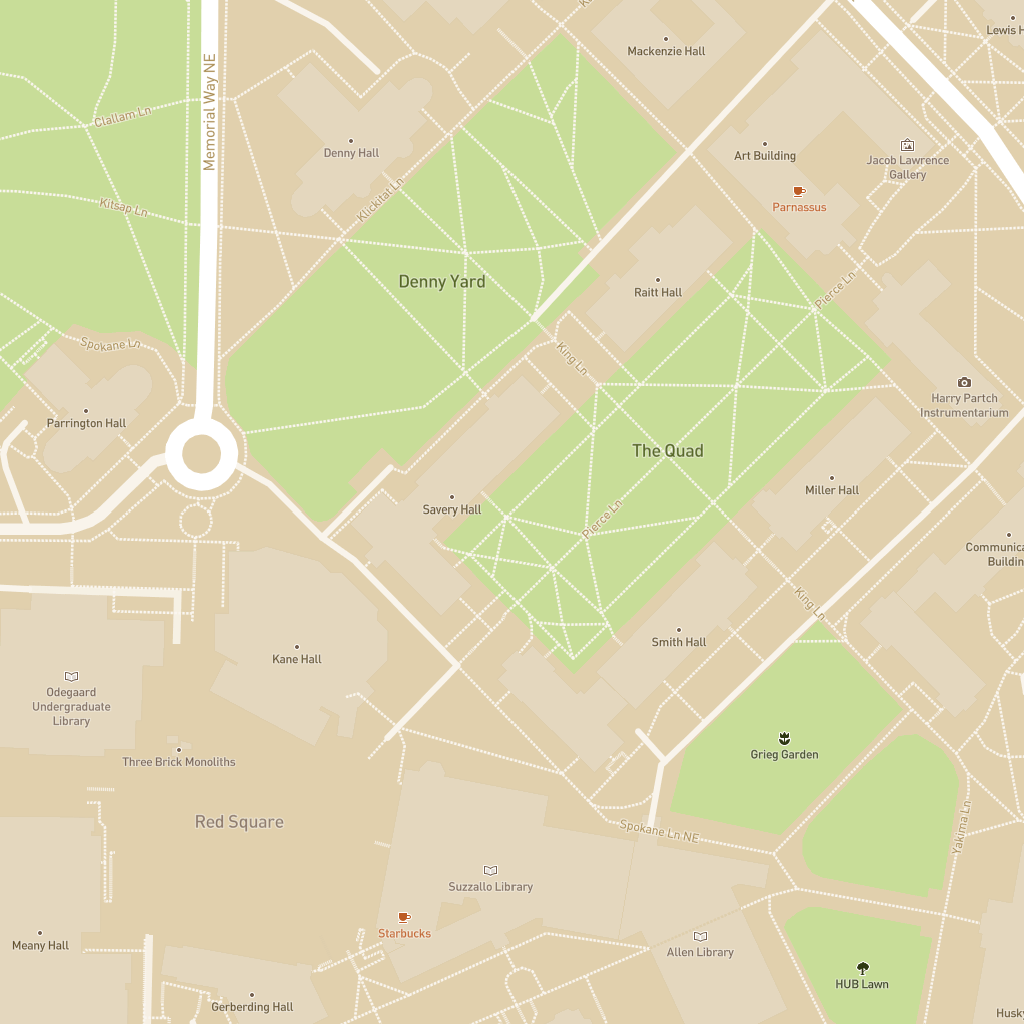 Mackenzie Hall
Lewis H
Memorial Way NE
Clallam Ln
Denny Hall
Art Building
Jacob Lawrence
Gallery
Parnassus
Kitsap Ln
Klickitat Ln
Denny Yard
Raitt Hall
Pierce Ln
Spokane Ln
King Ln
Harry Partch
Instrumentarium
Parrington Hall
The Quad
Miller Hall
Savery Hall
Pierce Ln
Communica
Buildin
King Ln
Smith Hall
Kane Hall
Odegaard
Undergraduate
Library
Grieg Garden
Three Brick Monoliths
Red Square
Spokane Ln NE
Yakima Ln
Suzzallo Library
Starbucks
Meany Hall
Allen Library
HUB Lawn
Gerberding Hall
Husky